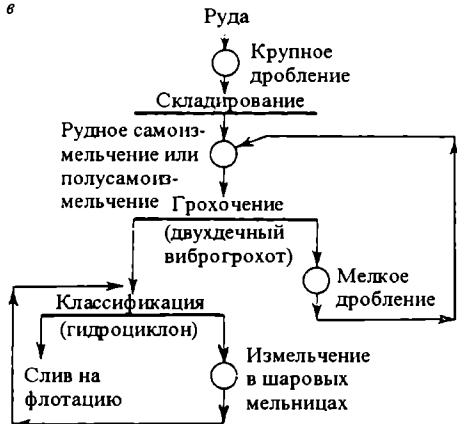 в
Руда
Крупное
дробление
Складирование
Рудное самоиз-
мельчение или
полусамоиз-
мельчение
Грохочение
(двухдечный
виброгрохот)
Мелкое
дробление
Классификация
(гидроциклон)
Слив на
флотацию
Измельчение
в шаровых
мельницах